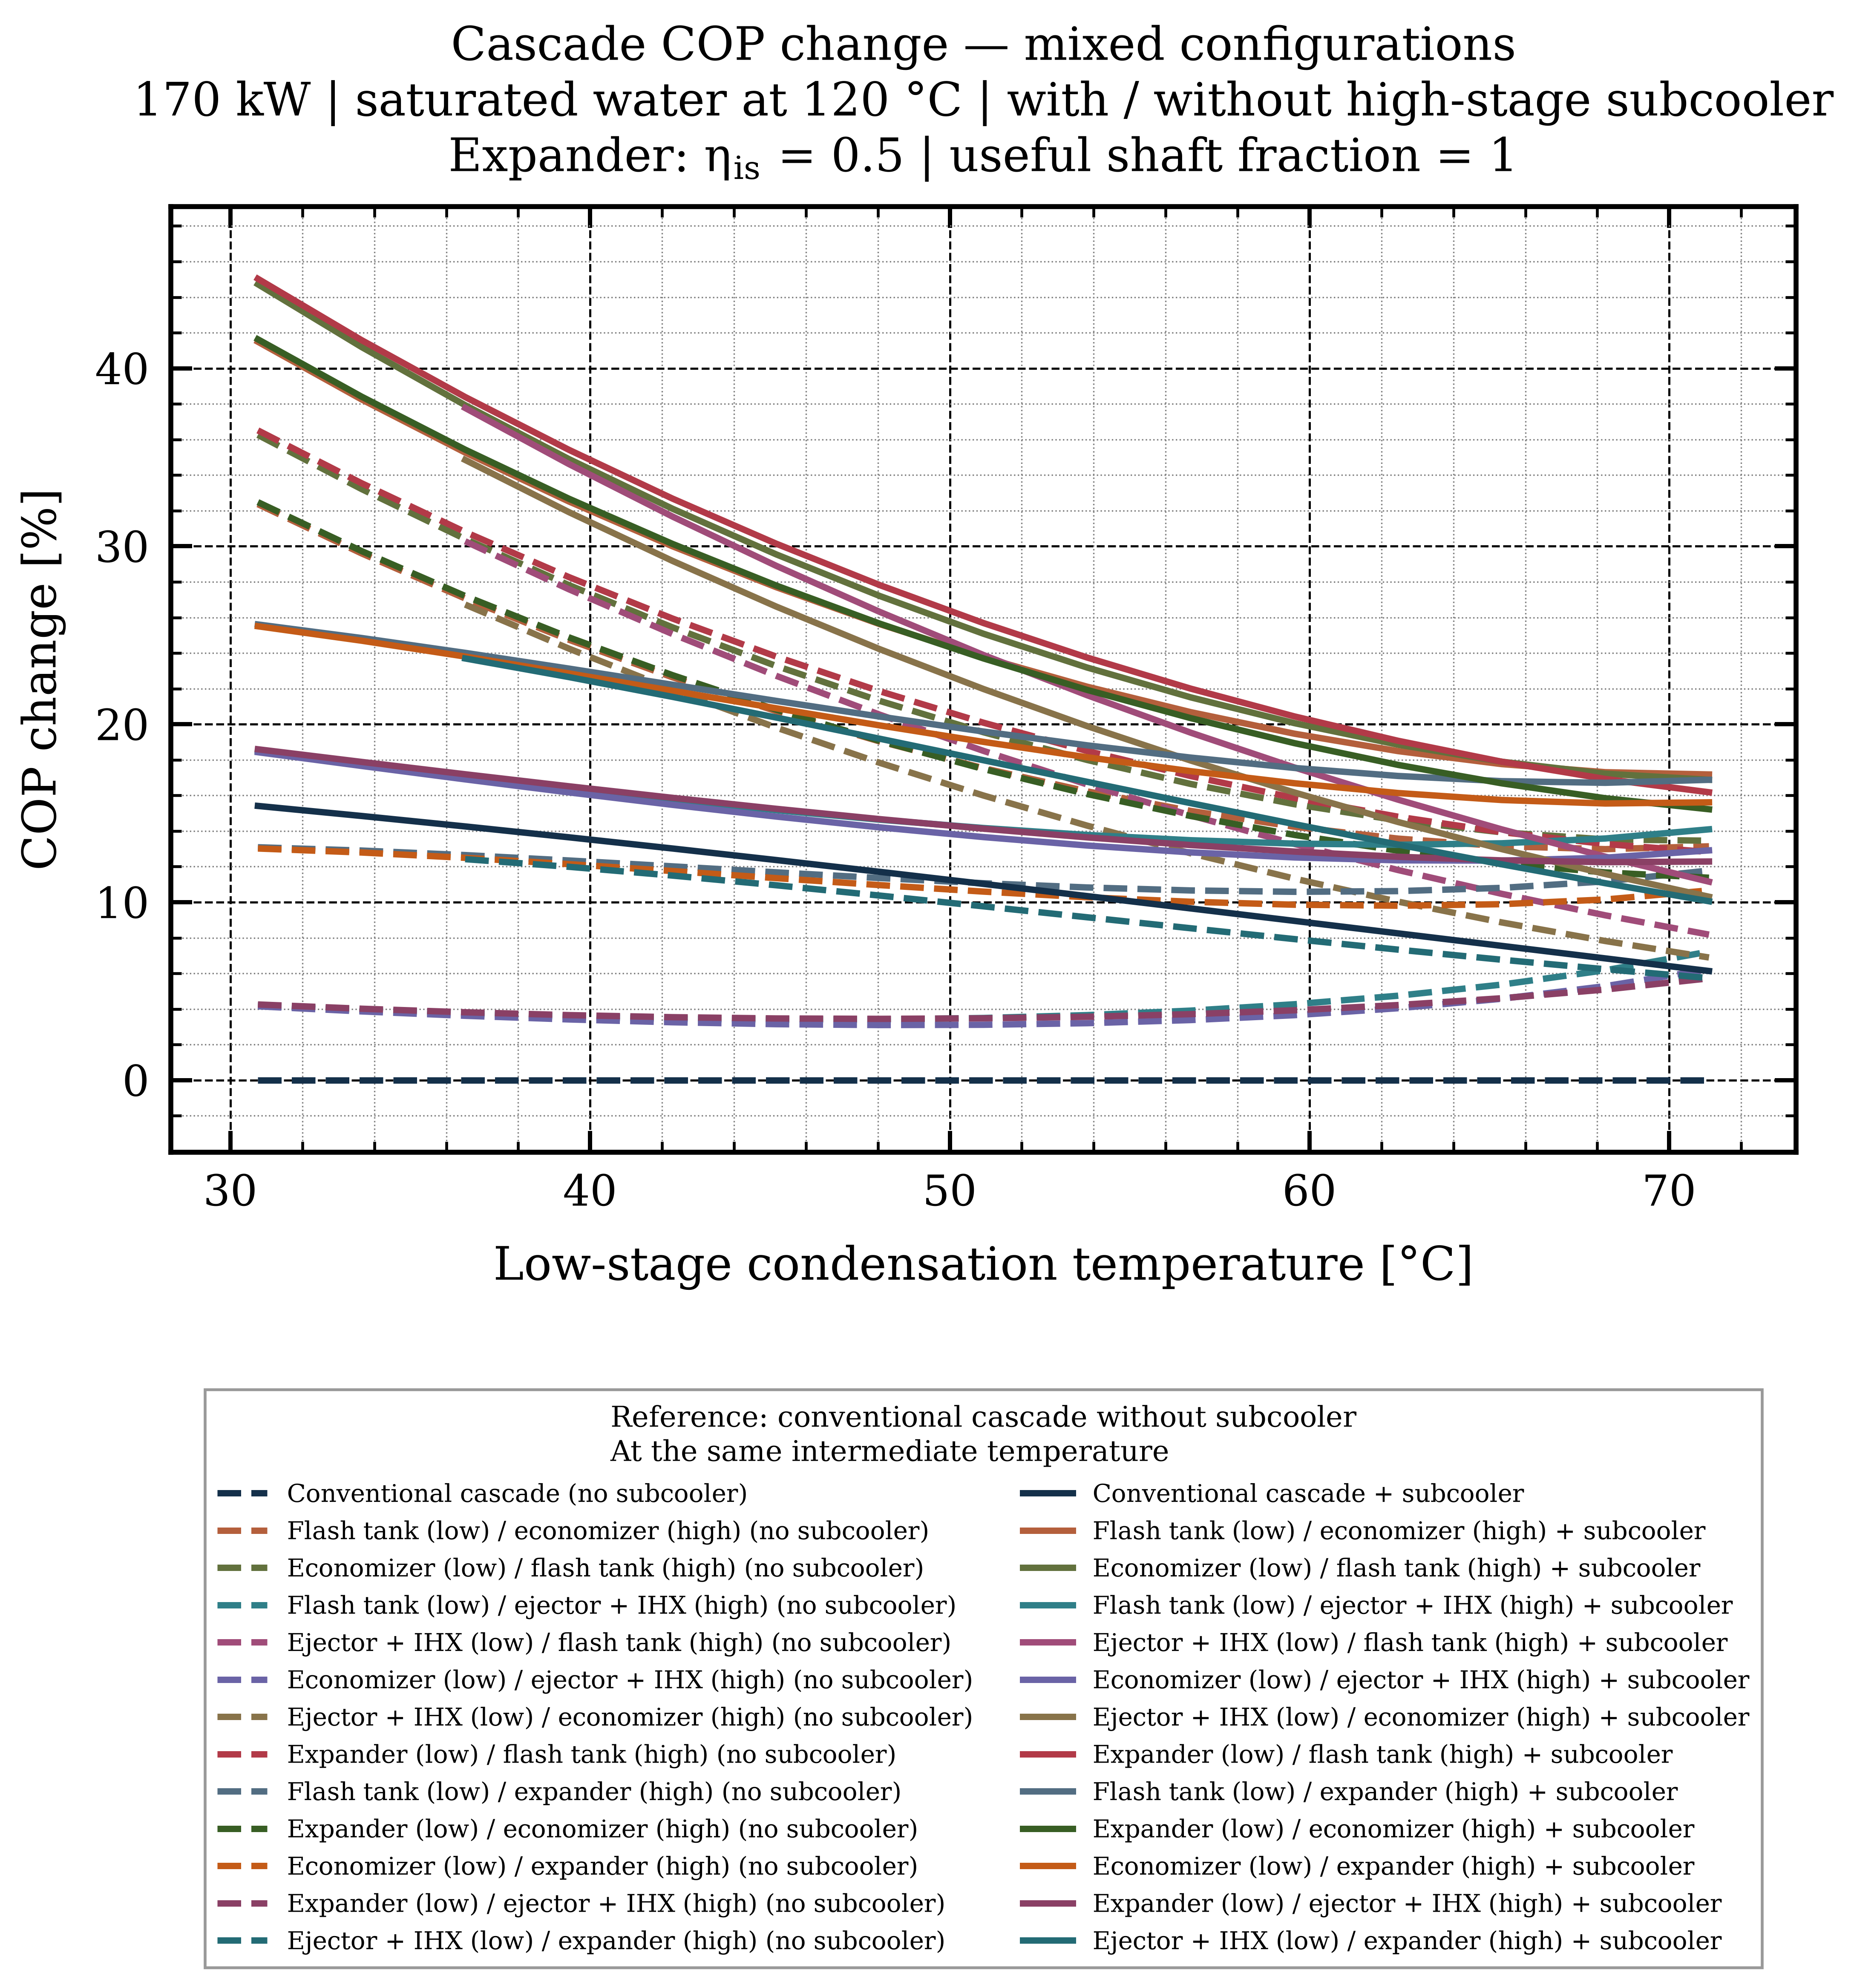 Cascade COP change — mixed configurations
170 kW | saturated water at 120 °C | with / without high-stage subcooler
Expander: ηis = 0.5 | useful shaft fraction = 1
COP change [%]
40
30
20
10
0
30 40 50 60 70
Low-stage condensation temperature [°C]
Reference: conventional cascade without subcooler
At the same intermediate temperature
Conventional cascade (no subcooler)
Flash tank (low) / economizer (high) (no subcooler)
Economizer (low) / flash tank (high) (no subcooler)
Flash tank (low) / ejector + IHX (high) (no subcooler)
Ejector + IHX (low) / flash tank (high) (no subcooler)
Economizer (low) / ejector + IHX (high) (no subcooler)
Ejector + IHX (low) / economizer (high) (no subcooler)
Expander (low) / flash tank (high) (no subcooler)
Flash tank (low) / expander (high) (no subcooler)
Expander (low) / economizer (high) (no subcooler)
Economizer (low) / expander (high) (no subcooler)
Expander (low) / ejector + IHX (high) (no subcooler)
Ejector + IHX (low) / expander (high) (no subcooler)
Conventional cascade + subcooler
Flash tank (low) / economizer (high) + subcooler
Economizer (low) / flash tank (high) + subcooler
Flash tank (low) / ejector + IHX (high) + subcooler
Ejector + IHX (low) / flash tank (high) + subcooler
Economizer (low) / ejector + IHX (high) + subcooler
Ejector + IHX (low) / economizer (high) + subcooler
Expander (low) / flash tank (high) + subcooler
Flash tank (low) / expander (high) + subcooler
Expander (low) / economizer (high) + subcooler
Economizer (low) / expander (high) + subcooler
Expander (low) / ejector + IHX (high) + subcooler
Ejector + IHX (low) / expander (high) + subcooler